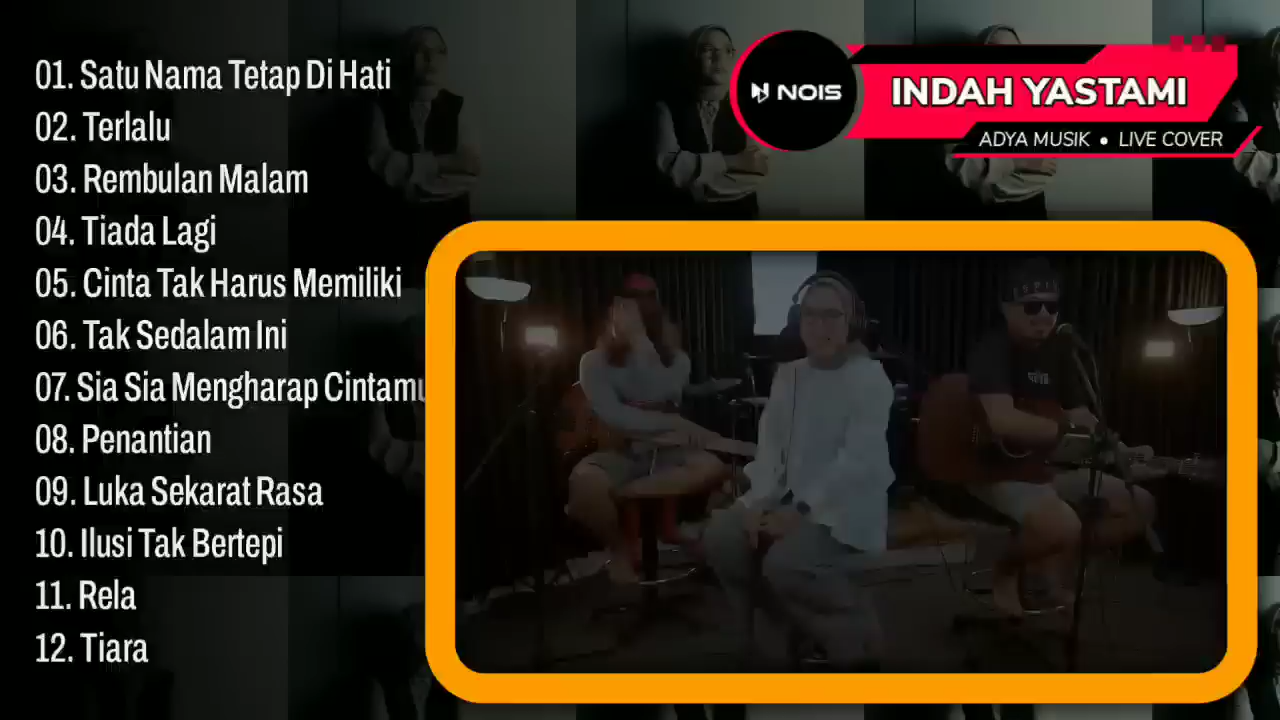 01. Satu Nama Tetap Di Hati
02. Terlalu
03. Rembulan Malam
04. Tiada Lagi
05. Cinta Tak Harus Memiliki
06. Tak Sedalam Ini
07. Sia Sia Mengharap Cintamu
08. Penantian
09. Luka Sekarat Rasa
10. Ilusi Tak Bertepi
11. Rela
12. Tiara
NOIS
INDAH YASTAMI
ADYA MUSIK • LIVE COVER